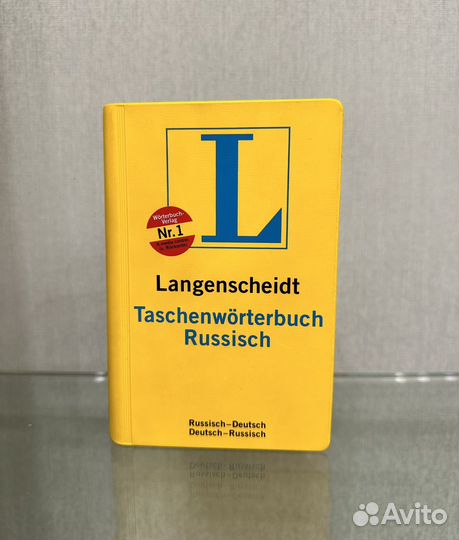 L
Wörterbuch-
Verlag
Nr.1
Langenscheidt
Taschenwörterbuch
Russisch
Russisch–Deutsch
Deutsch–Russisch
Avito